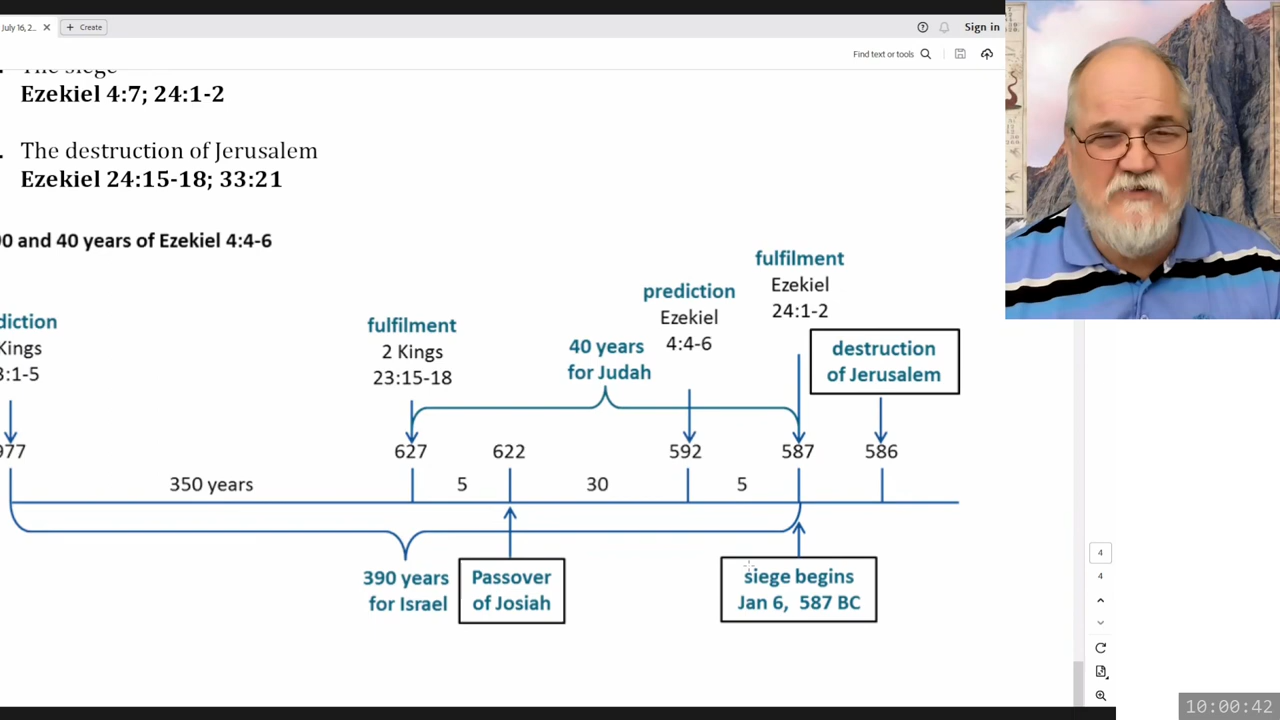 July 16, 2...
Create
Sign in
Find text or tools
. The siege
Ezekiel 4:7; 24:1-2
. The destruction of Jerusalem
Ezekiel 24:15-18; 33:21
0 and 40 years of Ezekiel 4:4-6
diction
Kings
3:1-5
fulfilment
2 Kings
23:15-18
40 years
for Judah
prediction
Ezekiel
4:4-6
fulfilment
Ezekiel
24:1-2
destruction
of Jerusalem
977 627 622 592 587 586
350 years 5 30 5
390 years
for Israel
Passover
of Josiah
siege begins
Jan 6, 587 BC
4
4
10:00:42